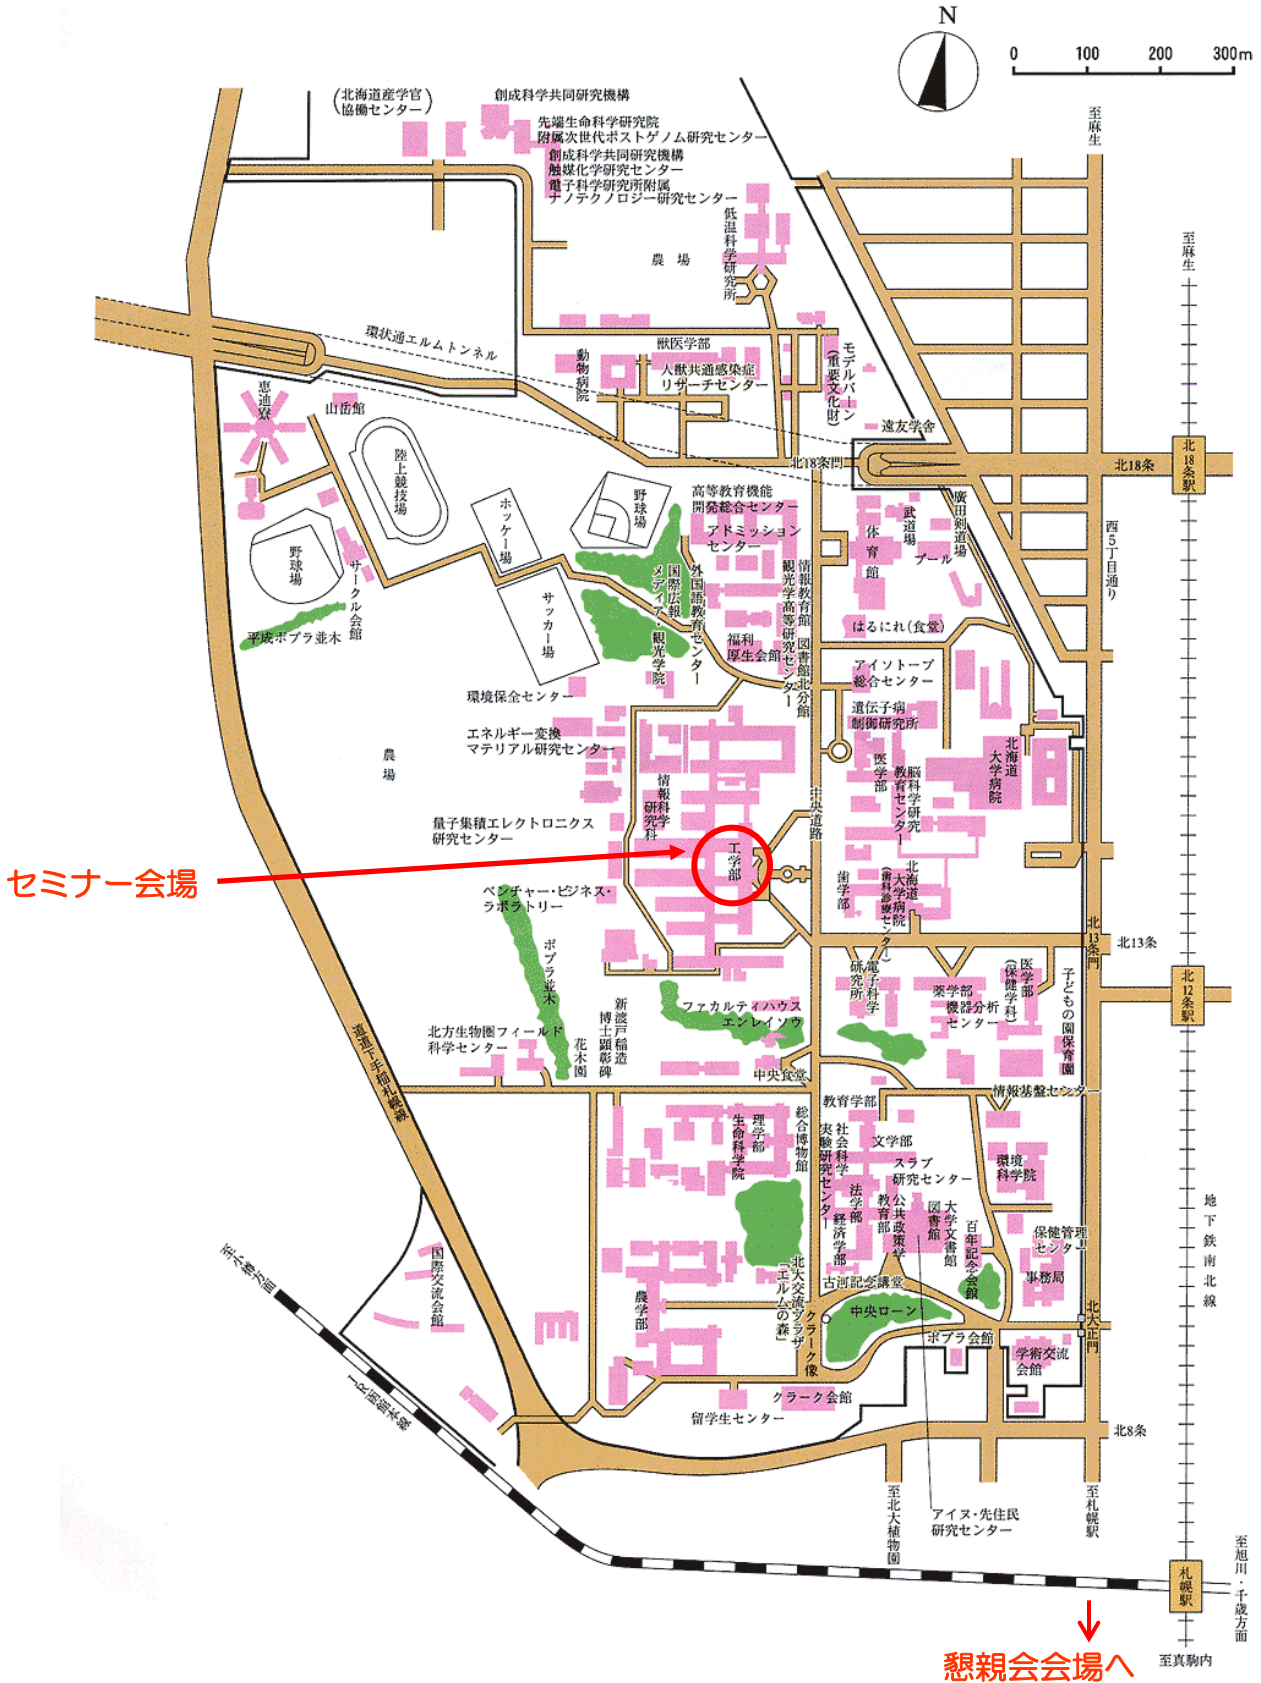 N
0 100 200 300m
至麻生
(北海道産学官
協働センター)
創成科学共同研究機構
先端生命科学研究院
附属次世代ポストゲノム研究センター
創成科学共同研究機構
触媒化学研究センター
電子科学研究所附属
ナノテクノロジー研究センター
低温科学研究所
農場
至麻生
環状通エルムトンネル
獣医学部
動物病院
人獣共通感染症
リサーチセンター
モデルバーン
(重要文化財)
恵迪寮
山岳館
遠友学舎
陸上競技場
北18条門
北18条
北18条駅
ホッケー場
野球場
高等教育機能
開発総合センター
アドミッション
センター
体育館
武道場
廣田剣道場
プール
西5丁目通り
野球場
サークル会館
平成ポプラ並木
サッカー場
国際広報
メディア・観光学院
外国語教育センター
福利
厚生会館
情報教育館
観光学高等研究センター
図書館北分館
はるにれ(食堂)
アイソトープ
総合センター
環境保全センター
遺伝子病
制御研究所
エネルギー変換
マテリアル研究センター
農場
情報科学
研究科
中央道路
医学部
脳科学研究
教育センター
北海道
大学病院
量子集積エレクトロニクス
研究センター
工学部
セミナー会場
ベンチャー・ビジネス・
ラボラトリー
歯学部
北海道
大学病院
(歯科診療センター)
北13条門
北13条
ポプラ並木
電子科学
研究所
薬学部
機器分析
センター
医学部
(保健学科)
子どもの園保育園
北12条駅
ファカルティハウス
エンレイソウ
新渡戸稲造
博士顕彰碑
花木園
北方生物圏フィールド
科学センター
道道下手稲札幌線
中央食堂
情報基盤センター
教育学部
理学部
生命科学院
総合博物館
社会科学
実験研究センター
文学部
スラブ
研究センター
環境
科学院
法学部
経済学部
公共政策学
教育部
図書館
大学文書館
百年記念会館
保健管理
センター
事務局
地下鉄南北線
至小樽方面
国際交流会館
農学部
北大交流プラザ
「エルムの森」
古河記念講堂
クラーク像
中央ローン
北大正門
ポプラ会館
学術交流
会館
JR函館本線
クラーク会館
留学生センター
北8条
至北大植物園
アイヌ・先住民
研究センター
至札幌駅
札幌駅
至旭川・千歳方面
懇親会会場へ
至真駒内